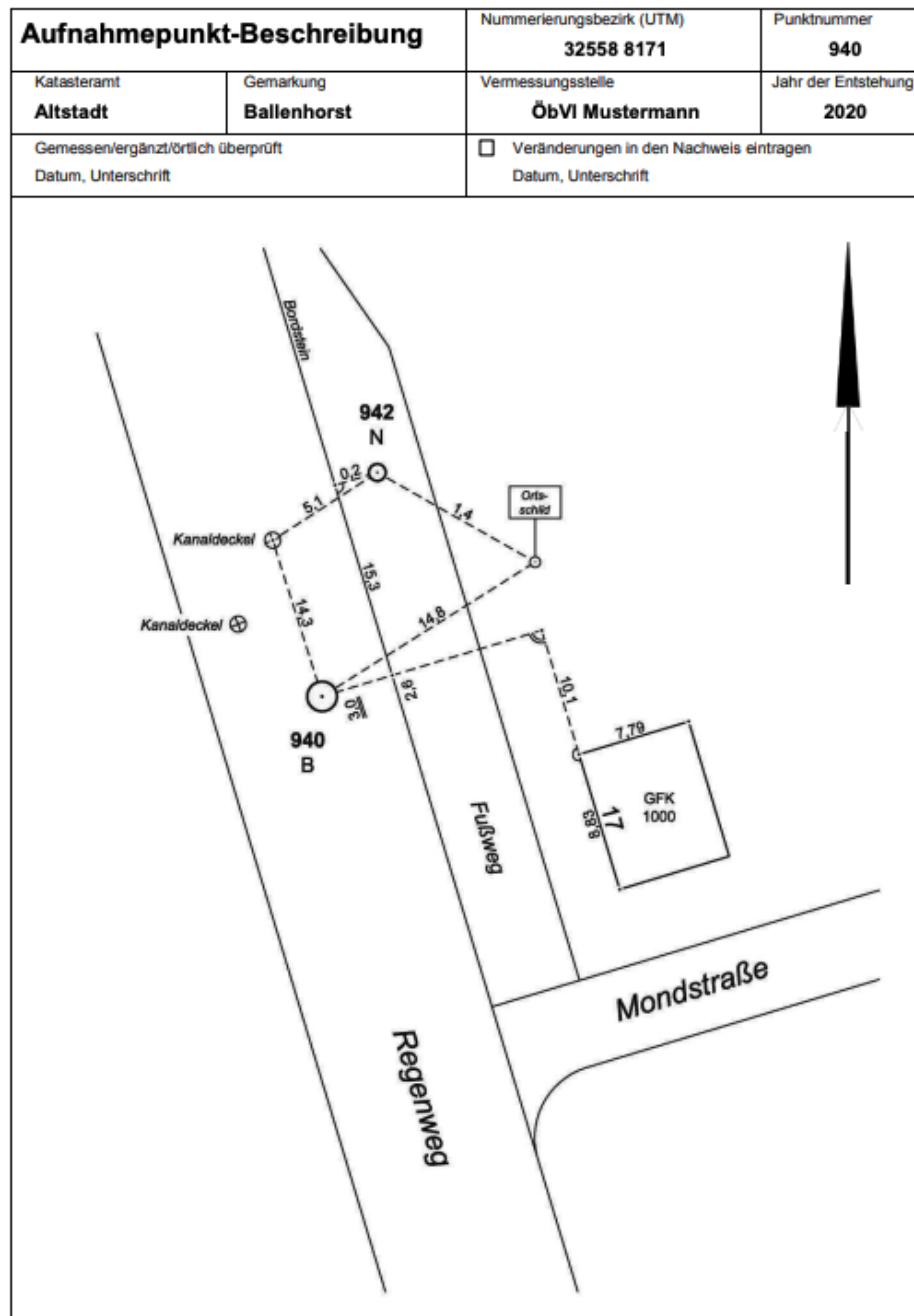 Aufnahmepunkt-Beschreibung
Nummerierungsbezirk (UTM)
32558 8171
Punktnummer
940
Katasteramt
Altstadt
Gemarkung
Ballenhorst
Vermessungsstelle
ÖbVI Mustermann
Jahr der Entstehung
2020
Gemessen/ergänzt/örtlich überprüft
Datum, Unterschrift
Veränderungen in den Nachweis eintragen
Datum, Unterschrift
Bordstein
942
N
0,2
5,1
1,4
Orts-
schild
Kanaldeckel
15,3
14,3
14,8
Kanaldeckel
10,1
2,6
3,0
940
B
7,79
GFK
1000
17
8,83
Fußweg
Mondstraße
Regenweg